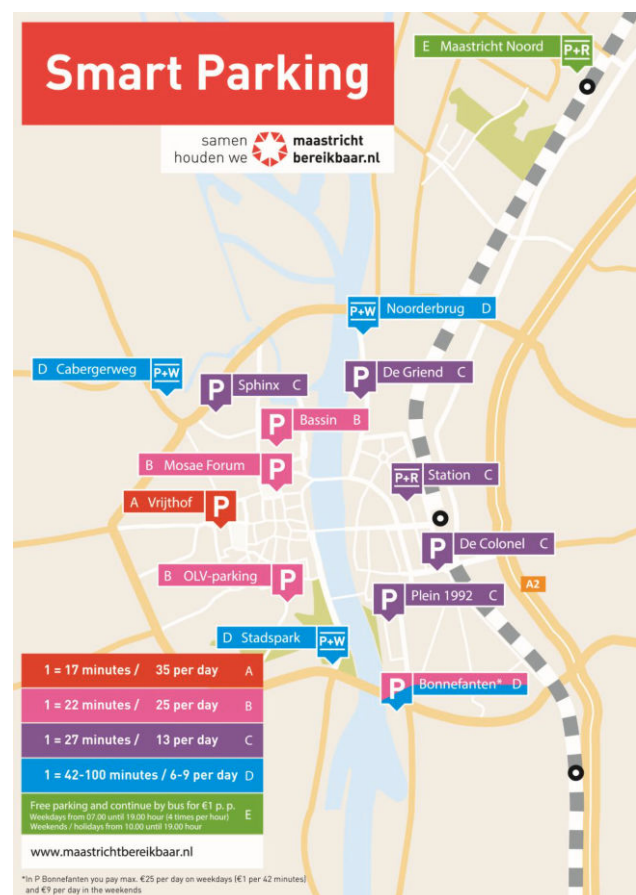 Smart Parking
samen
houden we
maastricht
bereikbaar.nl
E Maastricht Noord P+R
P+W Noorderbrug D
D Cabergerweg P+W
P De Griend C
P Sphinx C
P Bassin B
B Mosae Forum P
P+R Station C
A Vrijthof P
P De Colonel C
B OLV-parking P
A2
P Plein 1992 C
D Stadspark P+W
P Bonnefanten* D
1 = 17 minutes / 35 per day A
1 = 22 minutes / 25 per day B
1 = 27 minutes / 13 per day C
1 = 42-100 minutes / 6-9 per day D
Free parking and continue by bus for €1 p. p.
Weekdays from 07.00 until 19.00 hour (4 times per hour)
Weekends / holidays from 10.00 until 19.00 hour
E
www.maastrichtbereikbaar.nl
*In P Bonnefanten you pay max. €25 per day on weekdays (€1 per 42 minutes)
and €9 per day in the weekends